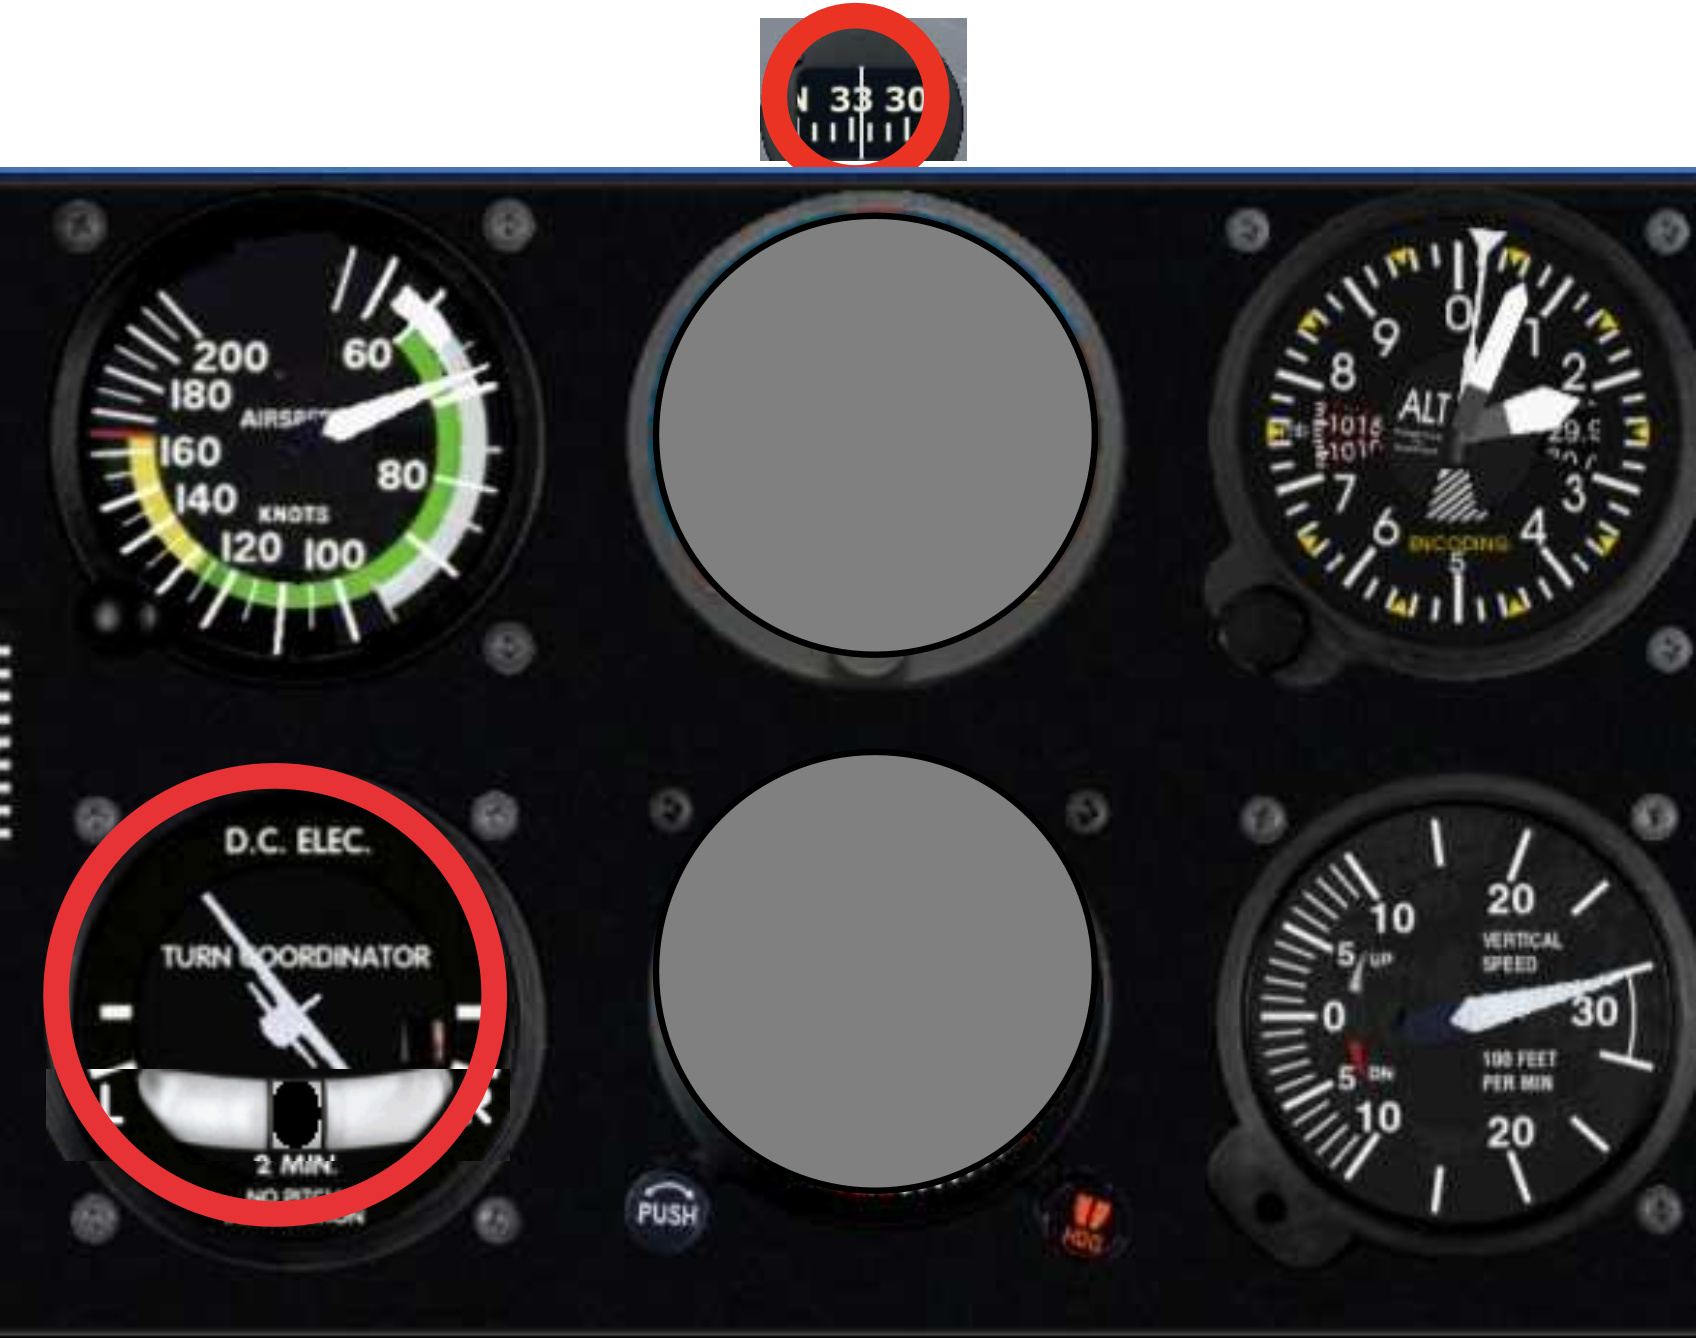 N 33 30
200
60
180
AIRSP
160
80
140
KNOTS
120 100
0
9
1
8
2
ALT
7
3
6
4
ENCODING
5
D.C. ELEC.
TURN COORDINATOR
L
R
2 MIN.
PUSH
HDG
10
20
5 UP
VERTICAL
SPEED
0
30
5 DN
100 FEET
PER MIN
10
20